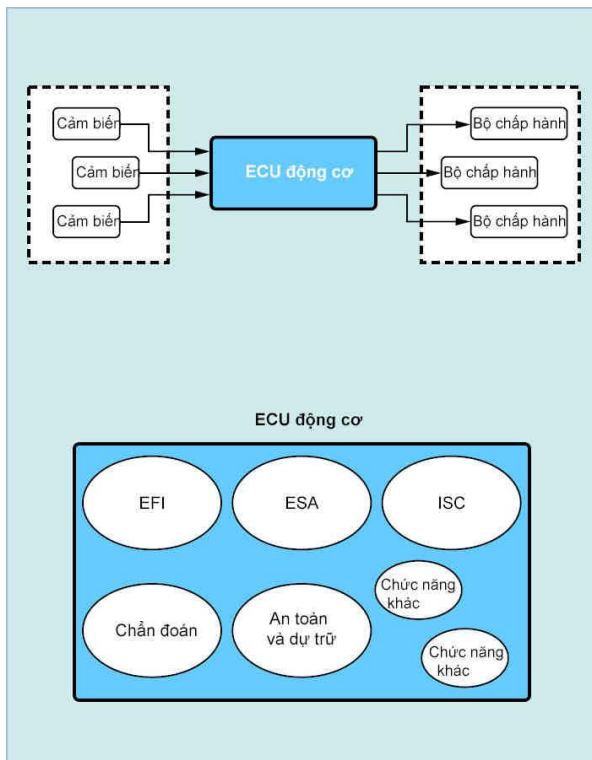 Cảm biến
Bộ chấp hành
ECU động cơ
Cảm biến
Bộ chấp hành
Cảm biến
Bộ chấp hành
ECU động cơ
EFI
ESA
ISC
Chức năng
khác
Chẩn đoán
An toàn
và dự trữ
Chức năng
khác